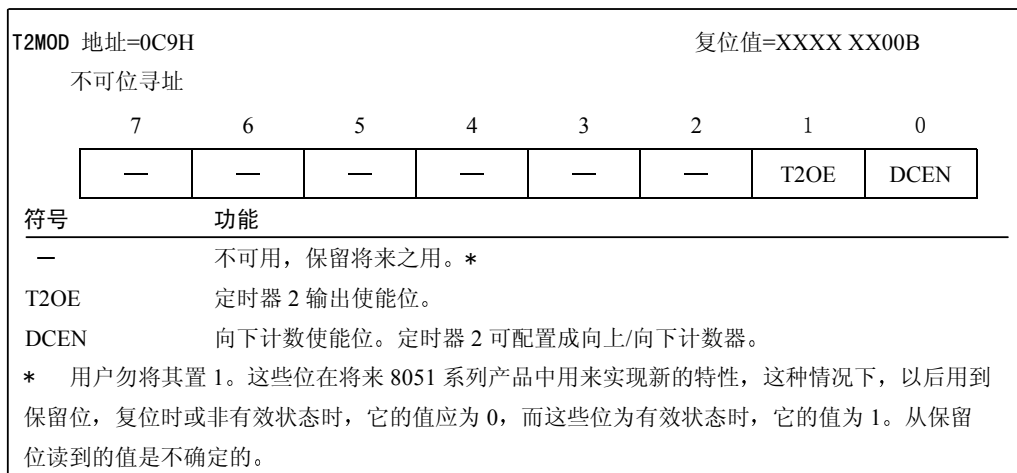 T2MOD 地址=0C9H 复位值=XXXX XX00B
不可位寻址
7 6 5 4 3 2 1 0
— — — — — — T2OE DCEN
符号 功能
— 不可用，保留将来之用。*
T2OE 定时器 2 输出使能位。
DCEN 向下计数使能位。定时器 2 可配置成向上/向下计数器。
* 用户勿将其置 1。这些位在将来 8051 系列产品中用来实现新的特性，这种情况下，以后用到
保留位，复位时或非有效状态时，它的值应为 0，而这些位为有效状态时，它的值为 1。从保留
位读到的值是不确定的。